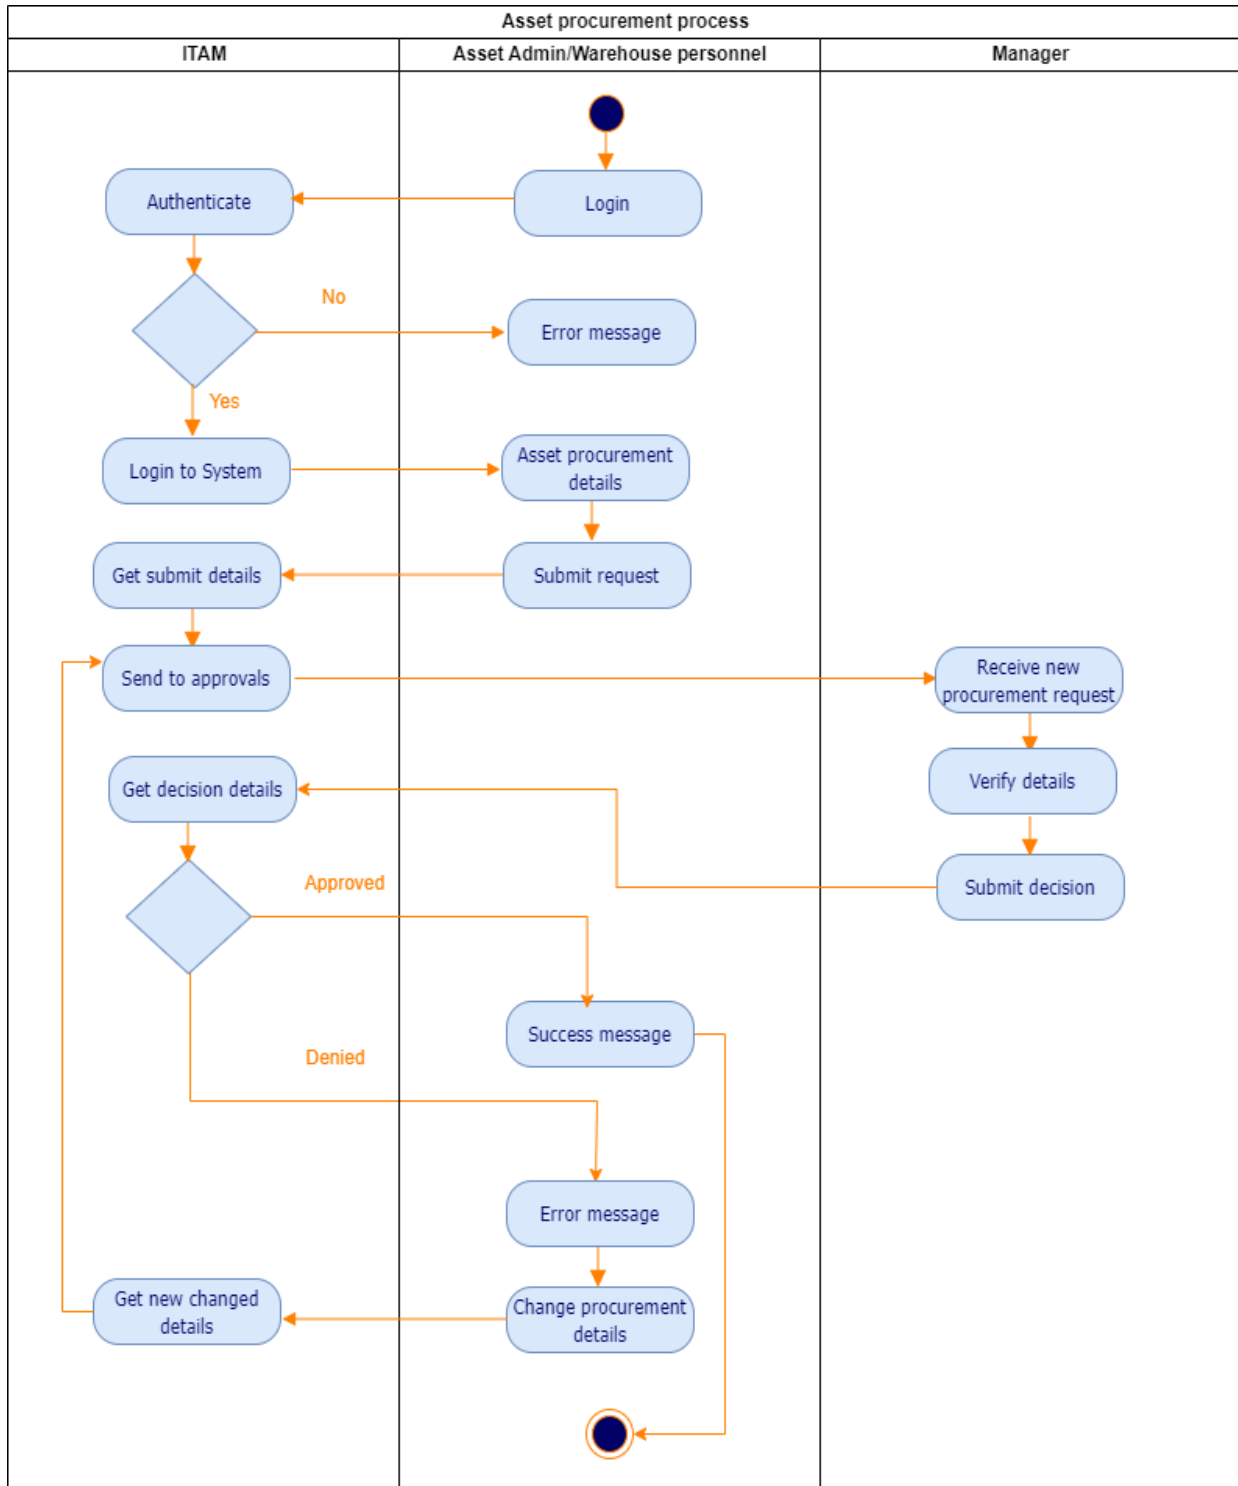 Asset procurement process
ITAM
Asset Admin/Warehouse personnel
Manager
Authenticate
Login
No
Error message
Yes
Login to System
Asset procurement
details
Get submit details
Submit request
Send to approvals
Receive new
procurement request
Get decision details
Verify details
Approved
Submit decision
Success message
Denied
Error message
Get new changed
details
Change procurement
details